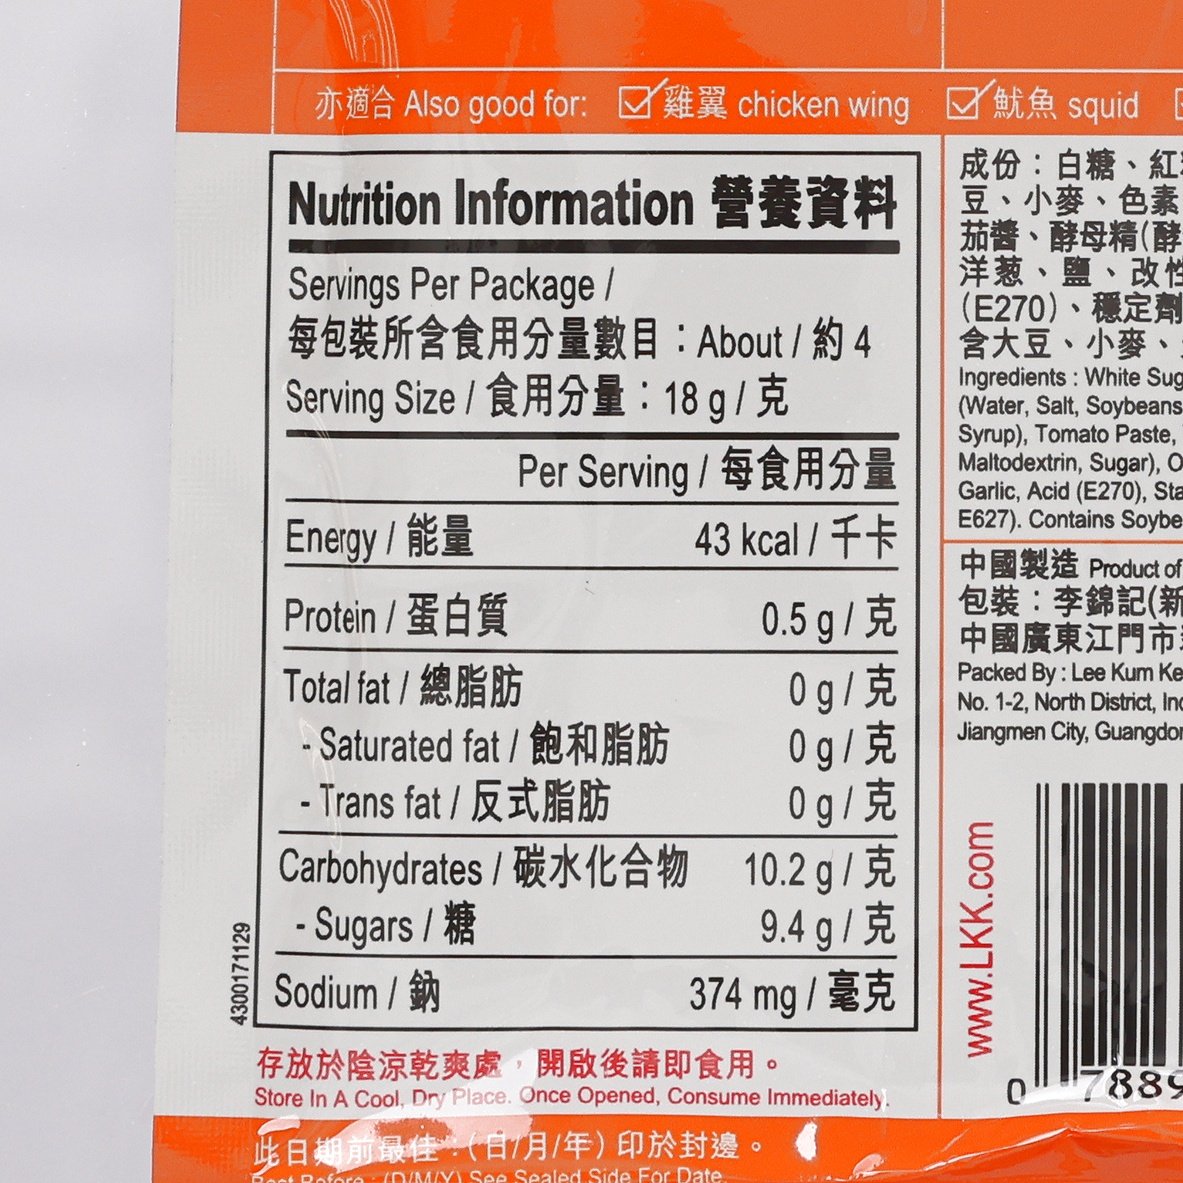 亦適合 Also good for: ☑雞翼 chicken wing ☑魷魚 squid
Nutrition Information 營養資料
Servings Per Package /
每包裝所含食用分量數目：About / 約 4
Serving Size / 食用分量：18 g / 克
Per Serving / 每食用分量
Energy / 能量 43 kcal / 千卡
Protein / 蛋白質 0.5 g / 克
Total fat / 總脂肪 0 g / 克
- Saturated fat / 飽和脂肪 0 g / 克
- Trans fat / 反式脂肪 0 g / 克
Carbohydrates / 碳水化合物 10.2 g / 克
- Sugars / 糖 9.4 g / 克
Sodium / 鈉 374 mg / 毫克
4300171129
存放於陰涼乾爽處，開啟後請即食用。
Store In A Cool, Dry Place. Once Opened, Consume Immediately.
此日期前最佳：(日/月/年) 印於封邊。
Best Before : (D/M/Y) See Sealed Side For Date.
成份：白糖、紅
豆、小麥、色素
茄醬、酵母精(酵
洋葱、鹽、改性
(E270)、穩定劑
含大豆、小麥、
Ingredients : White Sug
(Water, Salt, Soybeans
Syrup), Tomato Paste,
Maltodextrin, Sugar), O
Garlic, Acid (E270), Sta
E627). Contains Soybe
中國製造 Product of
包裝：李錦記(新
中國廣東江門市
Packed By : Lee Kum Ke
No. 1-2, North District, Ind
Jiangmen City, Guangdon
www.LKK.com
0 7889